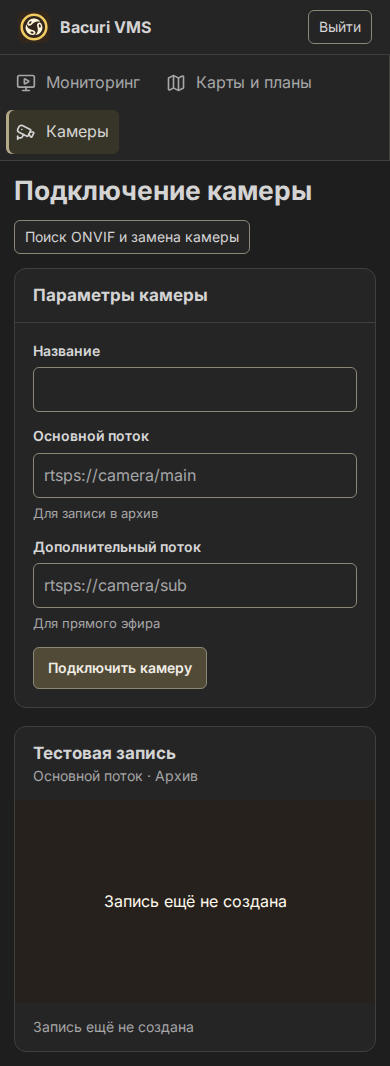 Bacuri VMS
Выйти
Мониторинг
Карты и планы
Камеры
Подключение камеры
Поиск ONVIF и замена камеры
Параметры камеры
Название
Основной поток
rtsps://camera/main
Для записи в архив
Дополнительный поток
rtsps://camera/sub
Для прямого эфира
Подключить камеру
Тестовая запись
Основной поток · Архив
Запись ещё не создана
Запись ещё не создана